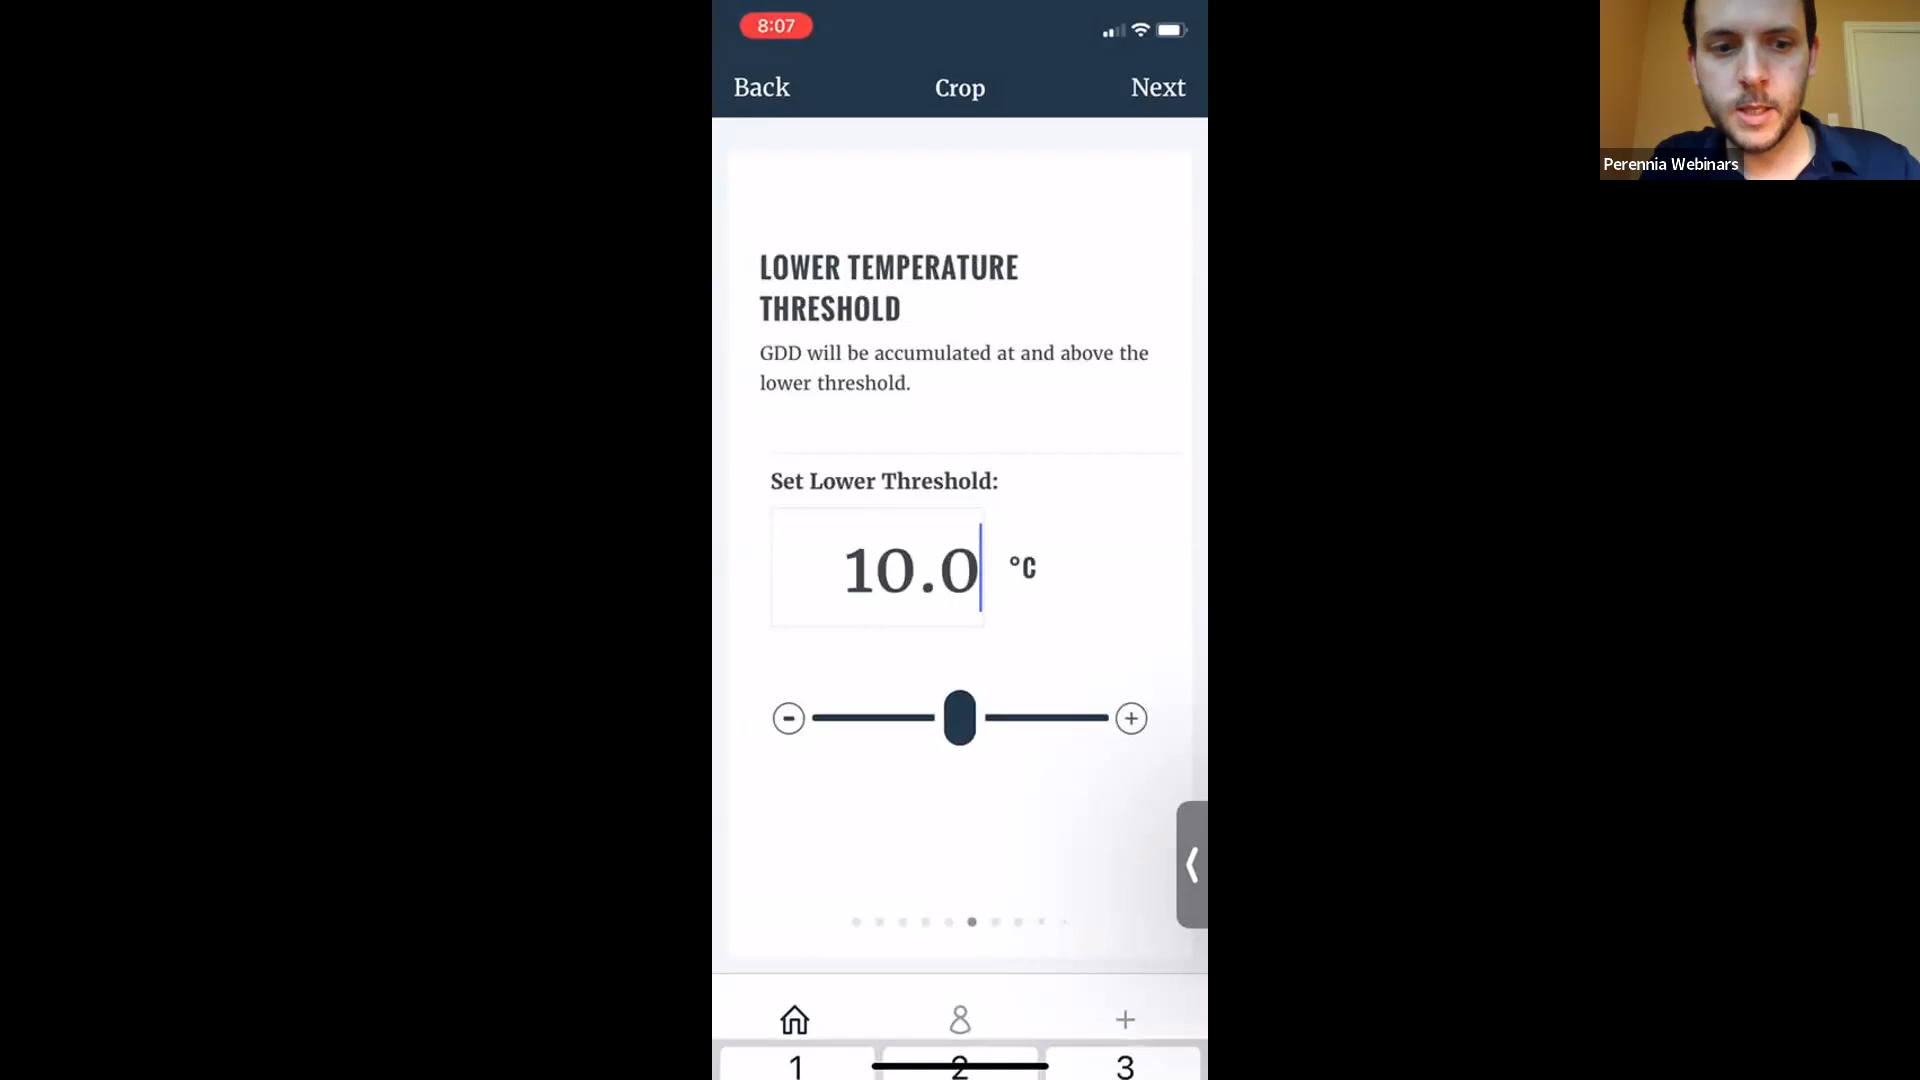 8:07
Back
Crop
Next
Perennia Webinars
LOWER TEMPERATURE
THRESHOLD
GDD will be accumulated at and above the
lower threshold.
Set Lower Threshold:
10.0 °C
1
2
3